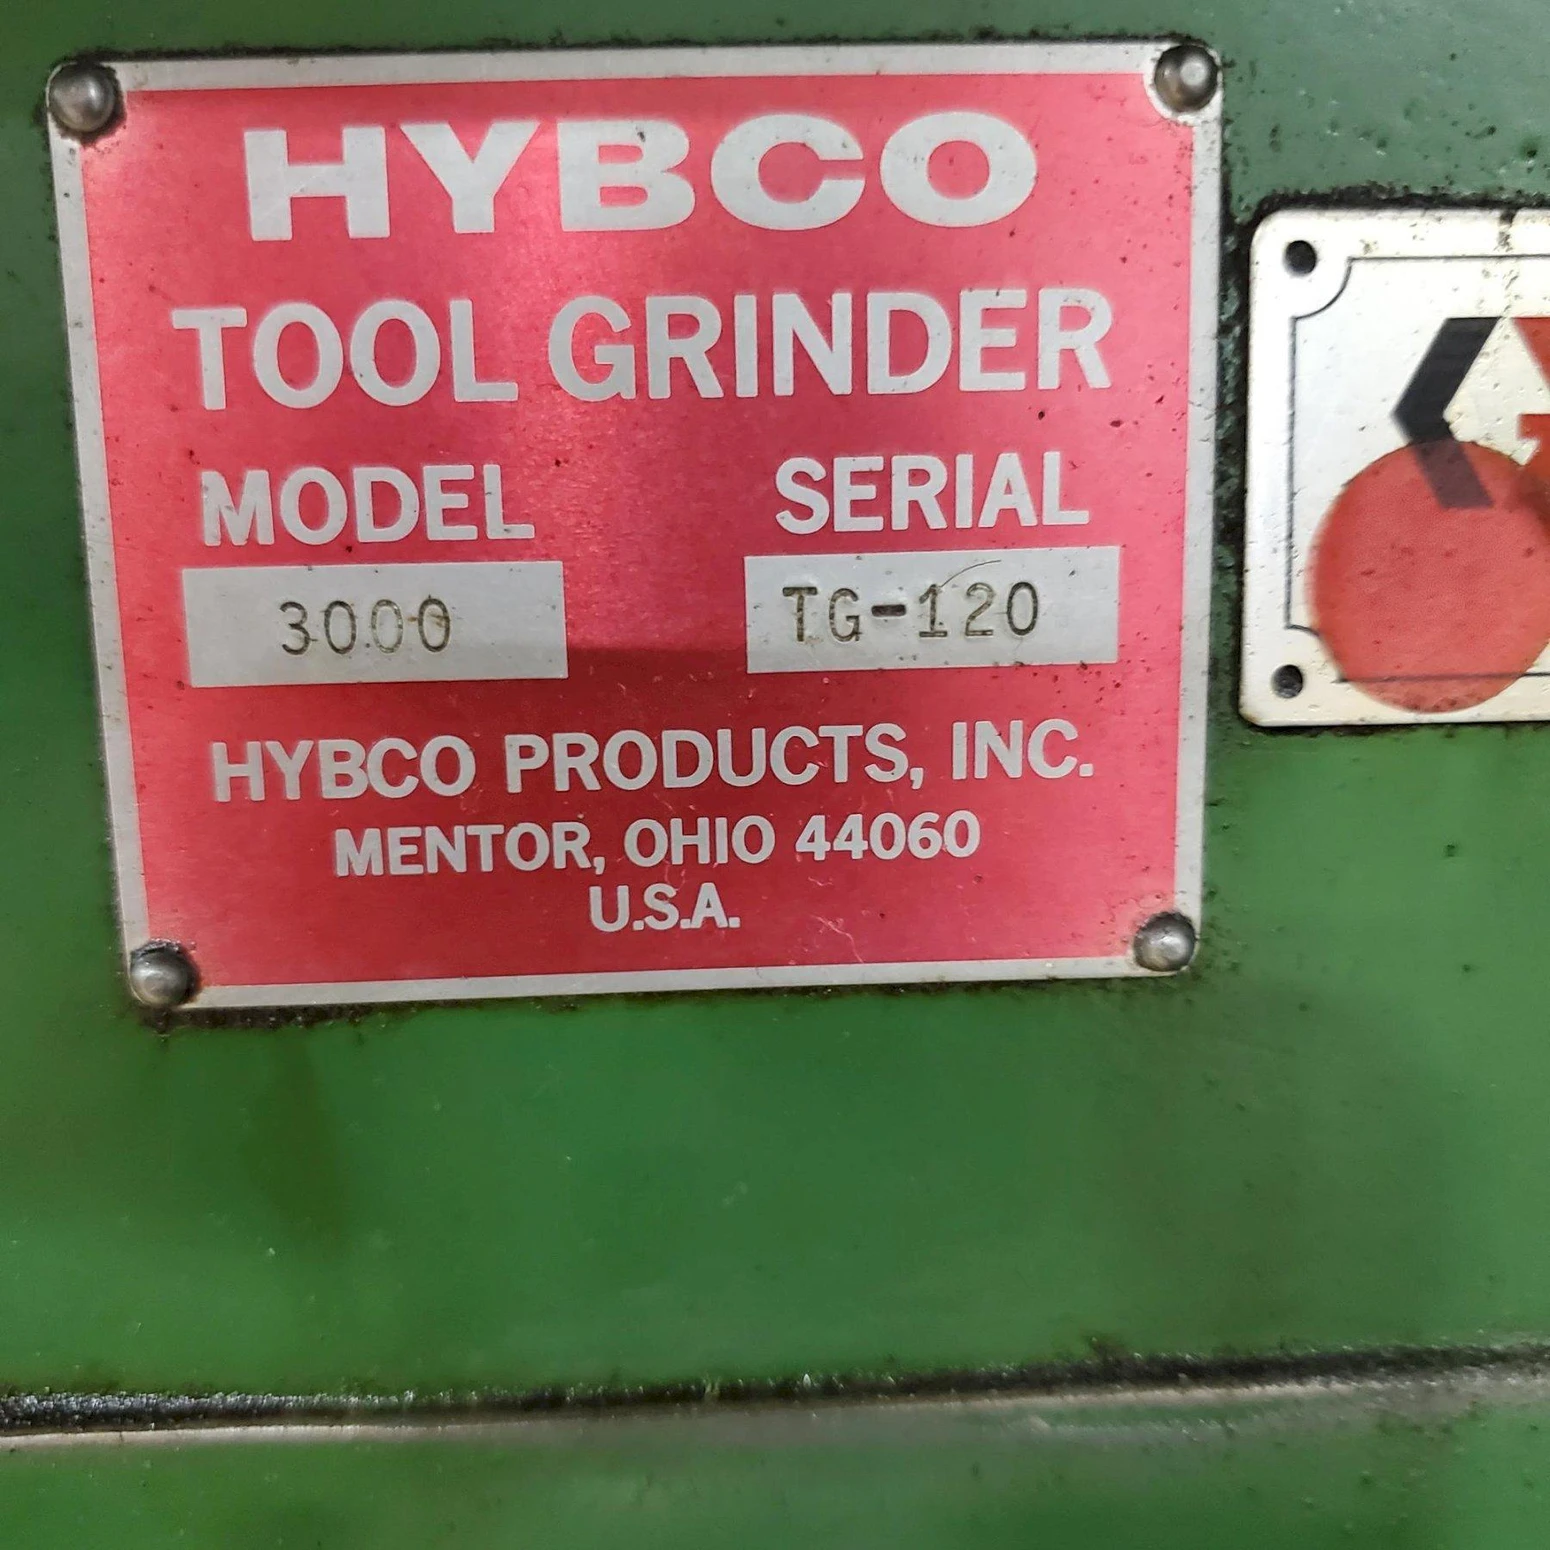 HYBCO
TOOL GRINDER
MODEL SERIAL
3000 TG-120
HYBCO PRODUCTS, INC.
MENTOR, OHIO 44060
U.S.A.